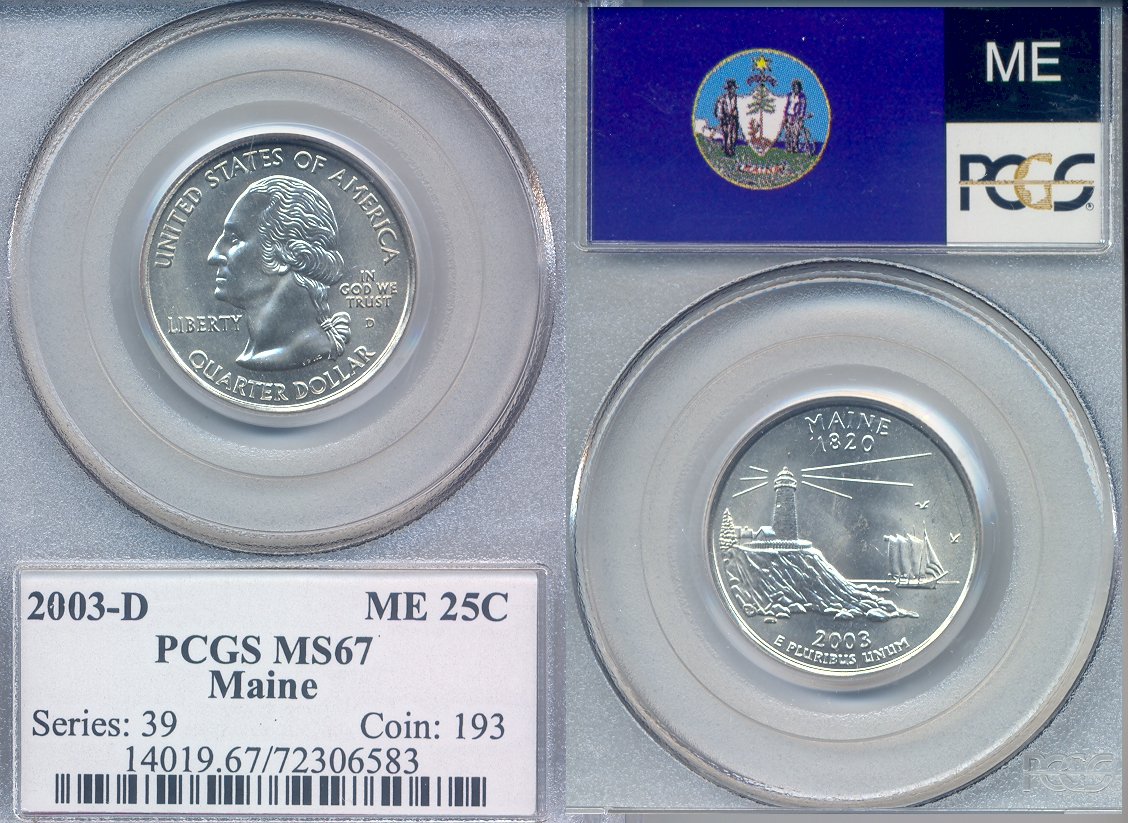 UNITED STATES OF AMERICA
IN
GOD WE
TRUST
D
LIBERTY
QUARTER DOLLAR
2003-D ME 25C
PCGS MS67
Maine
Series: 39 Coin: 193
14019.67/72306583
ME
PCGS
MAINE
1820
2003
E PLURIBUS UNUM
PCGS